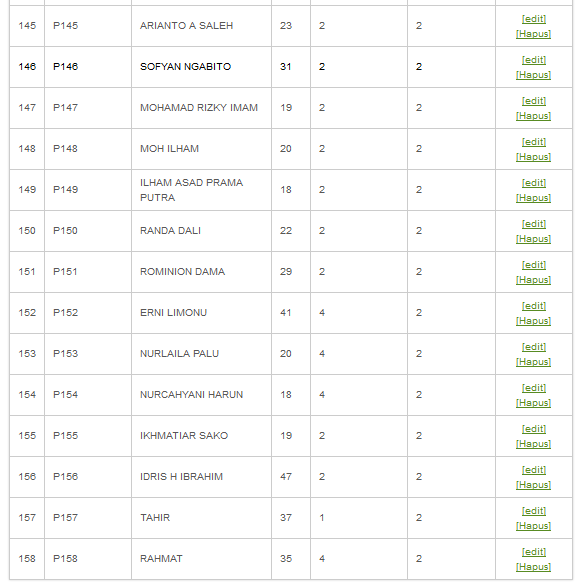 145 P145 ARIANTO A SALEH 23 2 2 [edit]
[Hapus]
146 P146 SOFYAN NGABITO 31 2 2 [edit]
[Hapus]
147 P147 MOHAMAD RIZKY IMAM 19 2 2 [edit]
[Hapus]
148 P148 MOH ILHAM 20 2 2 [edit]
[Hapus]
149 P149 ILHAM ASAD PRAMA 18 2 2 [edit]
PUTRA [Hapus]
150 P150 RANDA DALI 22 2 2 [edit]
[Hapus]
151 P151 ROMINION DAMA 29 2 2 [edit]
[Hapus]
152 P152 ERNI LIMONU 41 4 2 [edit]
[Hapus]
153 P153 NURLAILA PALU 20 4 2 [edit]
[Hapus]
154 P154 NURCAHYANI HARUN 18 4 2 [edit]
[Hapus]
155 P155 IKHMATIAR SAKO 19 2 2 [edit]
[Hapus]
156 P156 IDRIS H IBRAHIM 47 2 2 [edit]
[Hapus]
157 P157 TAHIR 37 1 2 [edit]
[Hapus]
158 P158 RAHMAT 35 4 2 [edit]
[Hapus]